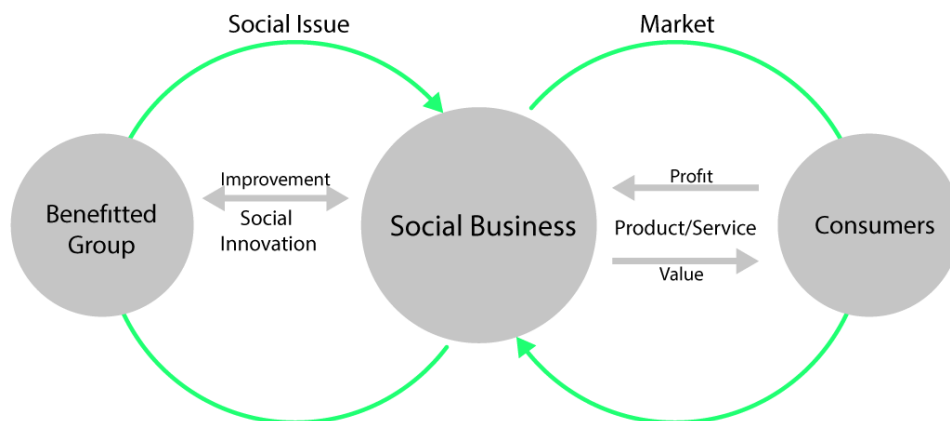 Social Issue
Market
Benefitted
Group
Improvement
Social
Innovation
Social Business
Profit
Product/Service
Value
Consumers